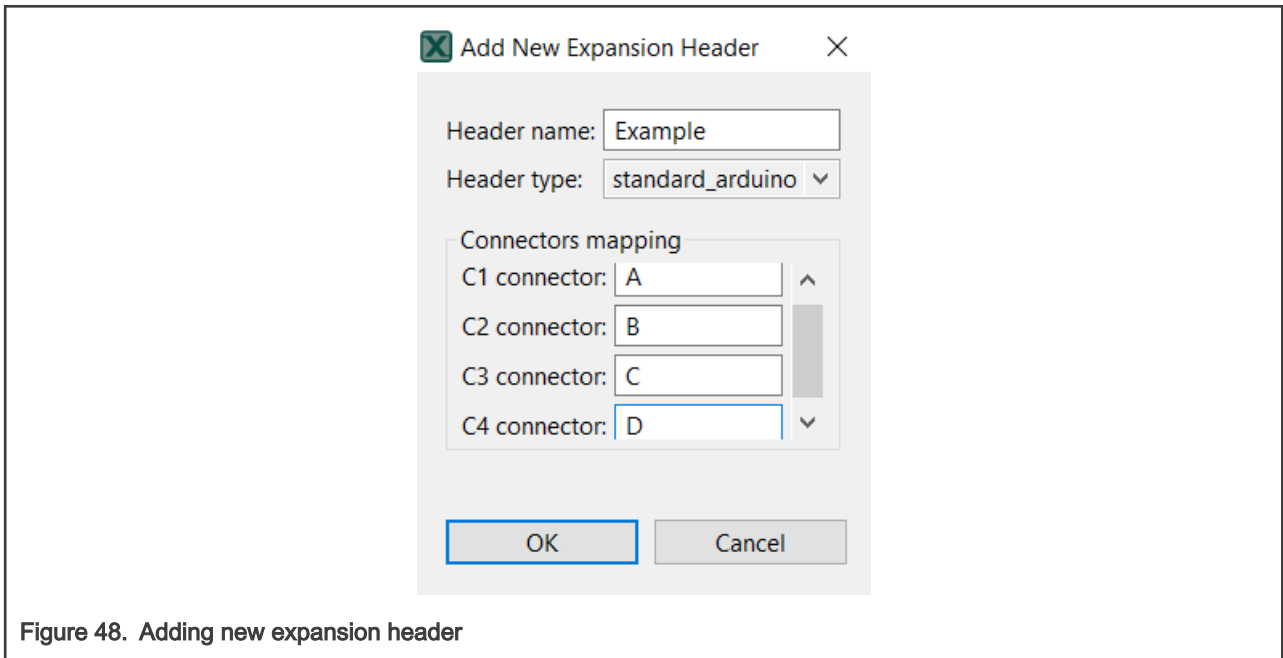 Add New Expansion Header
Header name: Example
Header type: standard_arduino
Connectors mapping
C1 connector: A
C2 connector: B
C3 connector: C
C4 connector: D
OK Cancel
Figure 48. Adding new expansion header